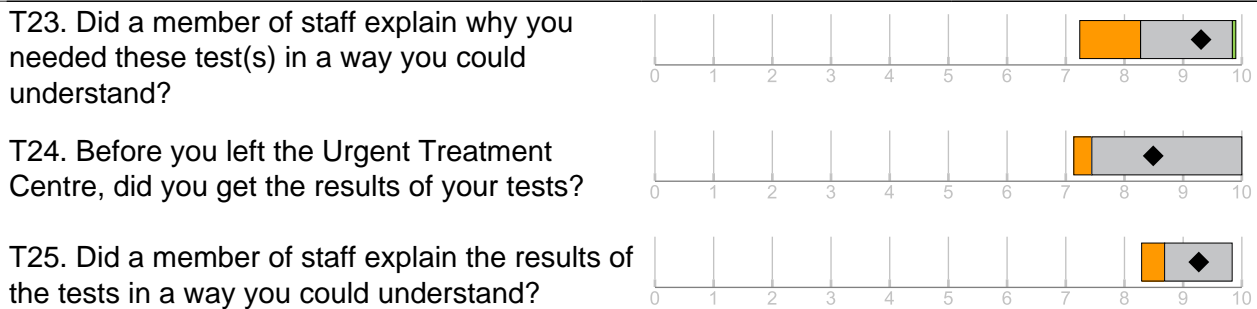 T23. Did a member of staff explain why you
needed these test(s) in a way you could
understand?
0 1 2 3 4 5 6 7 8 9 10
T24. Before you left the Urgent Treatment
Centre, did you get the results of your tests?
0 1 2 3 4 5 6 7 8 9 10
T25. Did a member of staff explain the results of
the tests in a way you could understand?
0 1 2 3 4 5 6 7 8 9 10